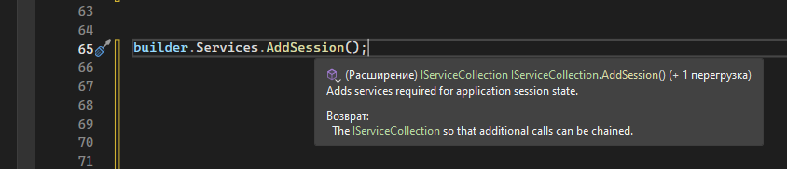 63
64
65 builder.Services.AddSession();
66
(Расширение) IServiceCollection IServiceCollection.AddSession() (+ 1 перегрузка)
67
Adds services required for application session state.
68
Возврат:
69
The IServiceCollection so that additional calls can be chained.
70
71